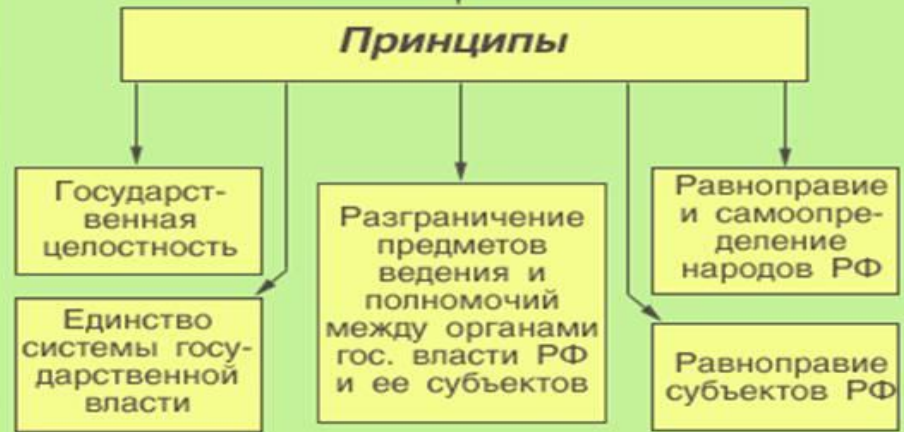 Принципы
Государст-
венная
целостность
Единство
системы госу-
дарственной
власти
Разграничение
предметов
ведения и
полномочий
между органами
гос. власти РФ
и ее субъектов
Равноправие
и самоопре-
деление
народов РФ
Равноправие
субъектов РФ